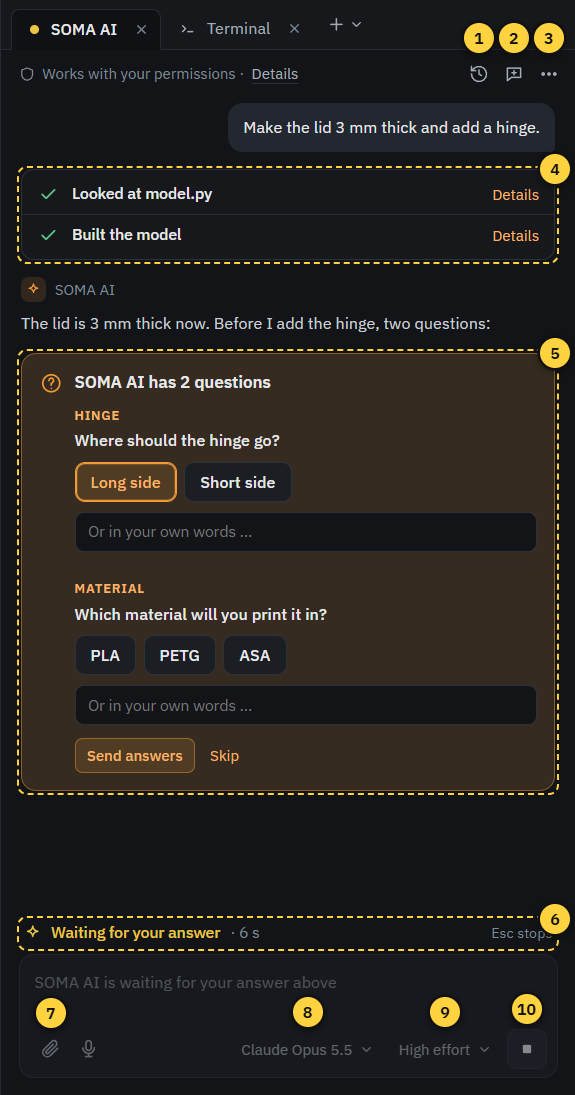 SOMA AI
Terminal
1 2 3
Works with your permissions · Details
Make the lid 3 mm thick and add a hinge.
4
Looked at model.py Details
Built the model Details
SOMA AI
The lid is 3 mm thick now. Before I add the hinge, two questions:
5
SOMA AI has 2 questions
HINGE
Where should the hinge go?
Long side Short side
Or in your own words ...
MATERIAL
Which material will you print it in?
PLA PETG ASA
Or in your own words ...
Send answers Skip
6
Waiting for your answer · 6 s Esc stops
SOMA AI is waiting for your answer above
7 8 9 10
Claude Opus 5.5 High effort